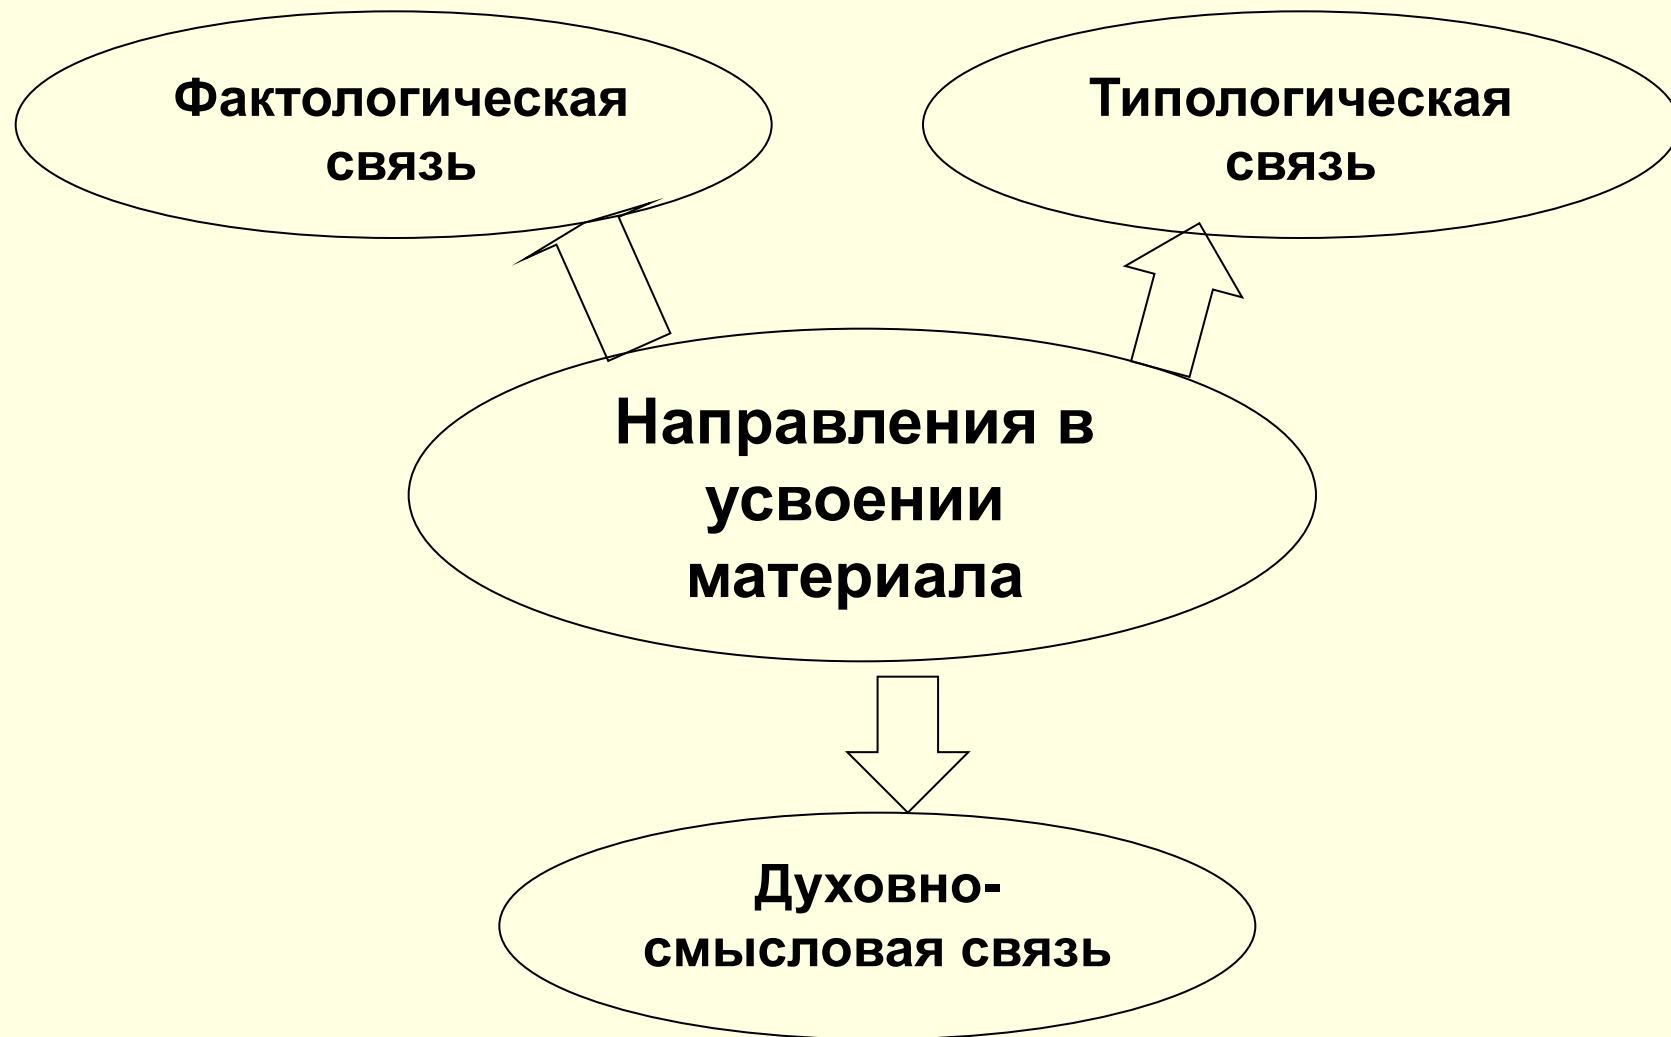 Фактологическая
связь
Типологическая
связь
Направления в
усвоении
материала
Духовно-
смысловая связь